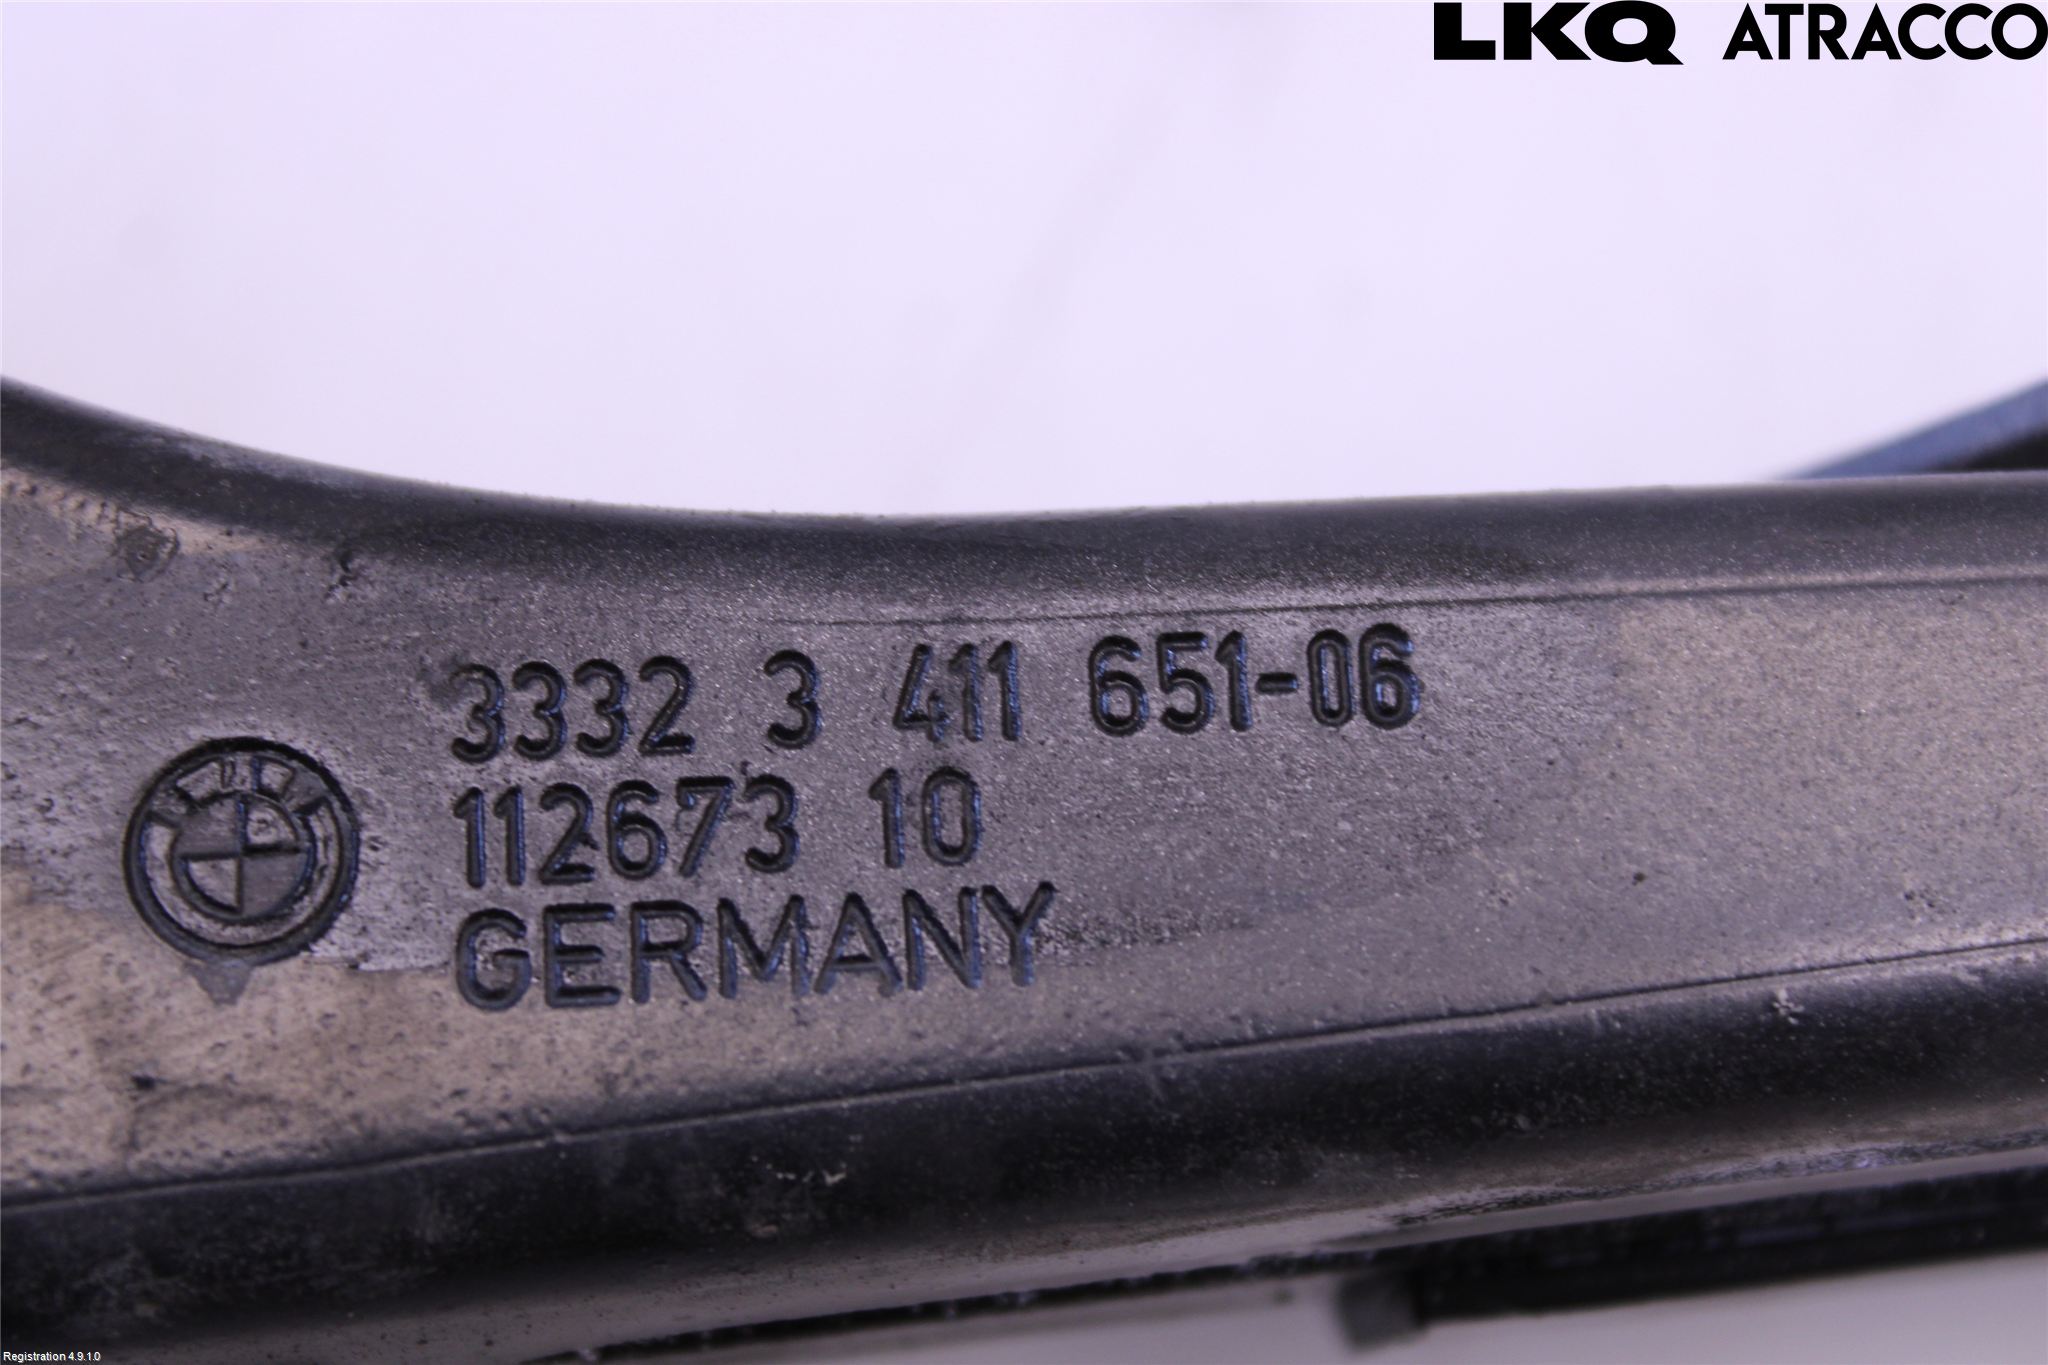 LKQ ATRACCO
3332 3 411 651-06
112673 10
GERMANY
Registration 4.9.1.0